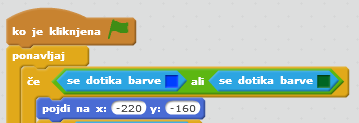 ko je kliknjena
ponavljaj
če se dotika barve ali se dotika barve
pojdi na x: -220 y: -160